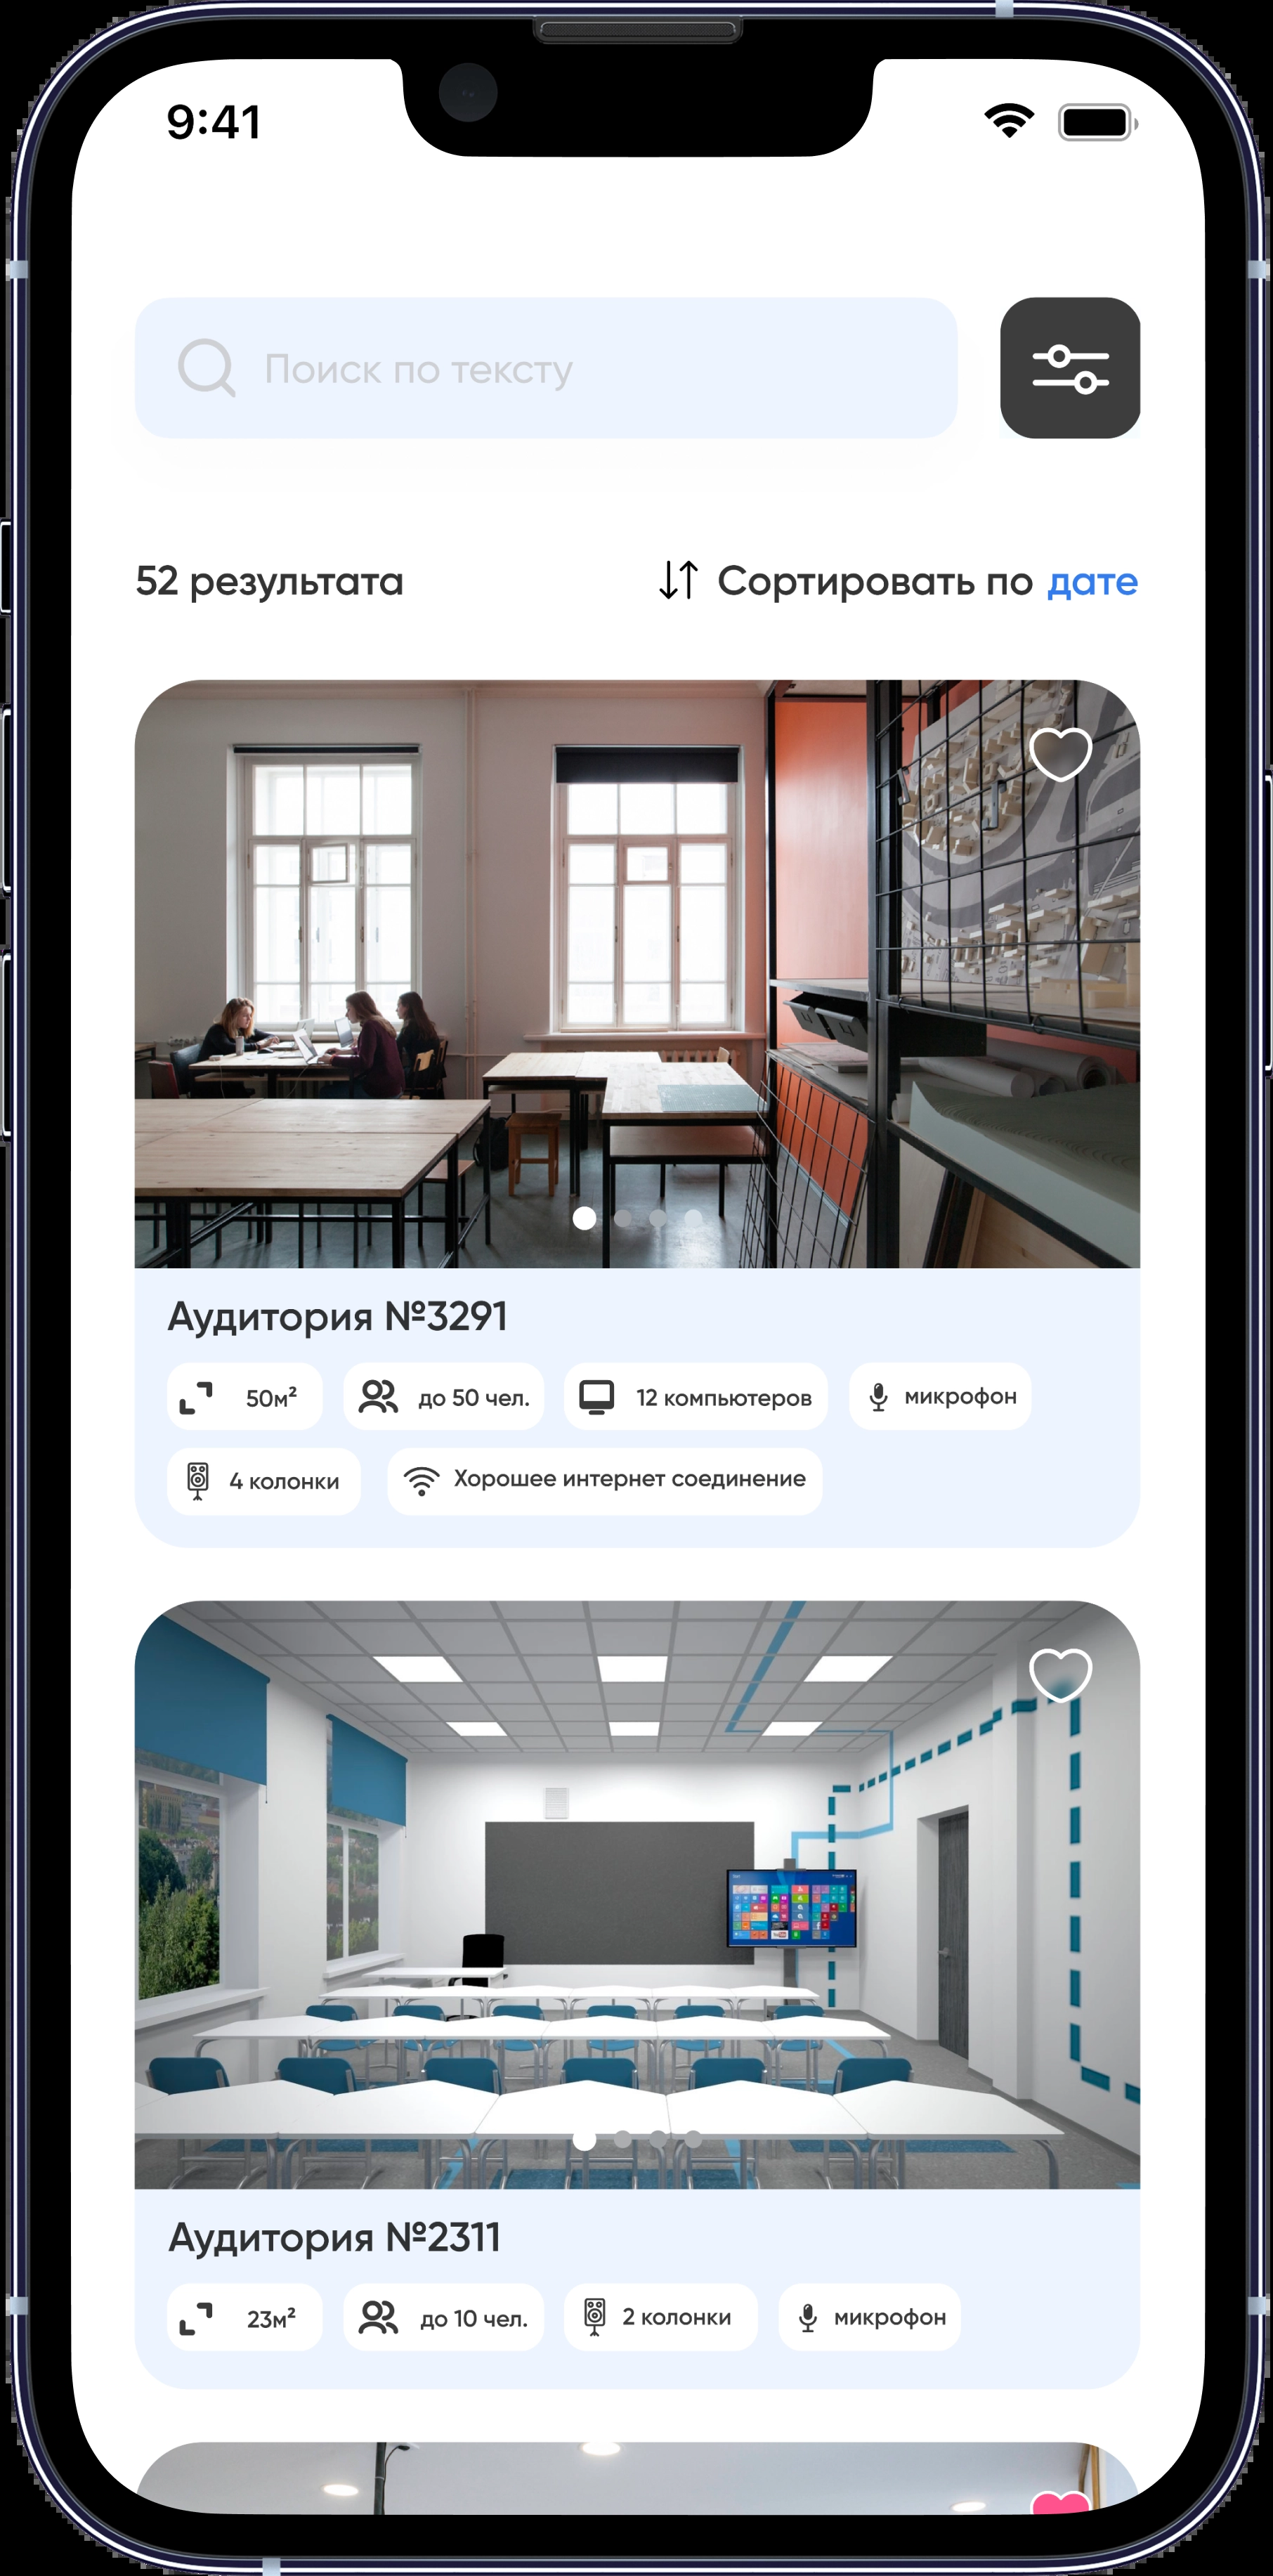 9:41
Поиск по тексту
52 результата
Сортировать по дате
Аудитория №3291
50м²
до 50 чел.
12 компьютеров
микрофон
4 колонки
Хорошее интернет соединение
Аудитория №2311
23м²
до 10 чел.
2 колонки
микрофон